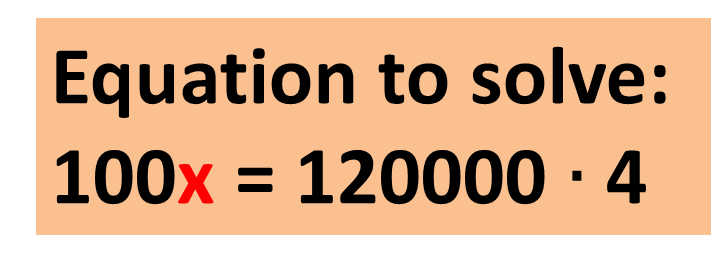 Equation to solve:
100x = 120000 · 4